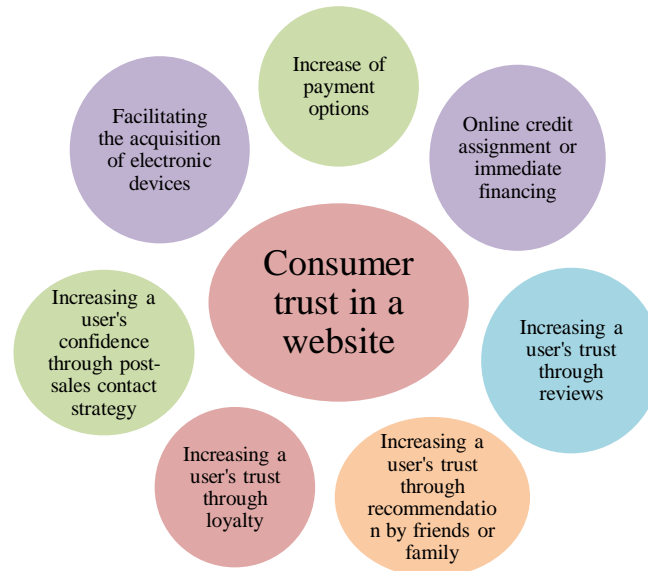 Increase of
payment
options
Facilitating
the acquisition
of electronic
devices
Online credit
assignment or
immediate
financing
Consumer
trust in a
website
Increasing a
user's
confidence
through post-
sales contact
strategy
Increasing a
user's trust
through
reviews
Increasing a
user's trust
through
loyalty
Increasing a
user's trust
through
recommendatio
n by friends or
family